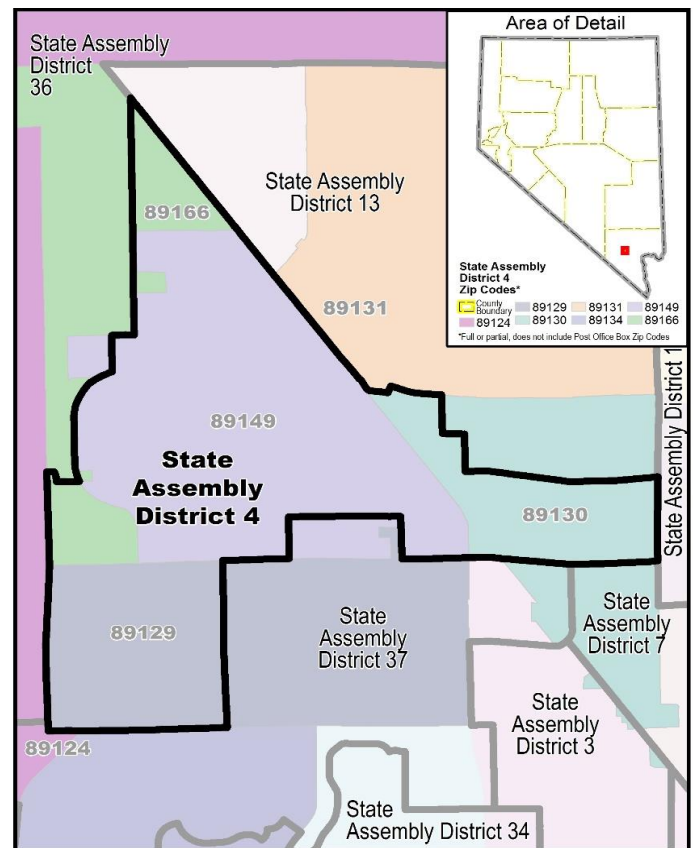 State Assembly
District
36
Area of Detail
State Assembly
District 13
89166
89131
State Assembly
District 4
Zip Codes*
County
Boundary
89129
89131
89149
89124
89130
89134
89166
*Full or partial, does not include Post Office Box Zip Codes
State Assembly District 1
89149
State
Assembly
District 4
89130
89129
State
Assembly
District 37
State
Assembly
District 7
State
Assembly
District 3
89124
State
Assembly District 34